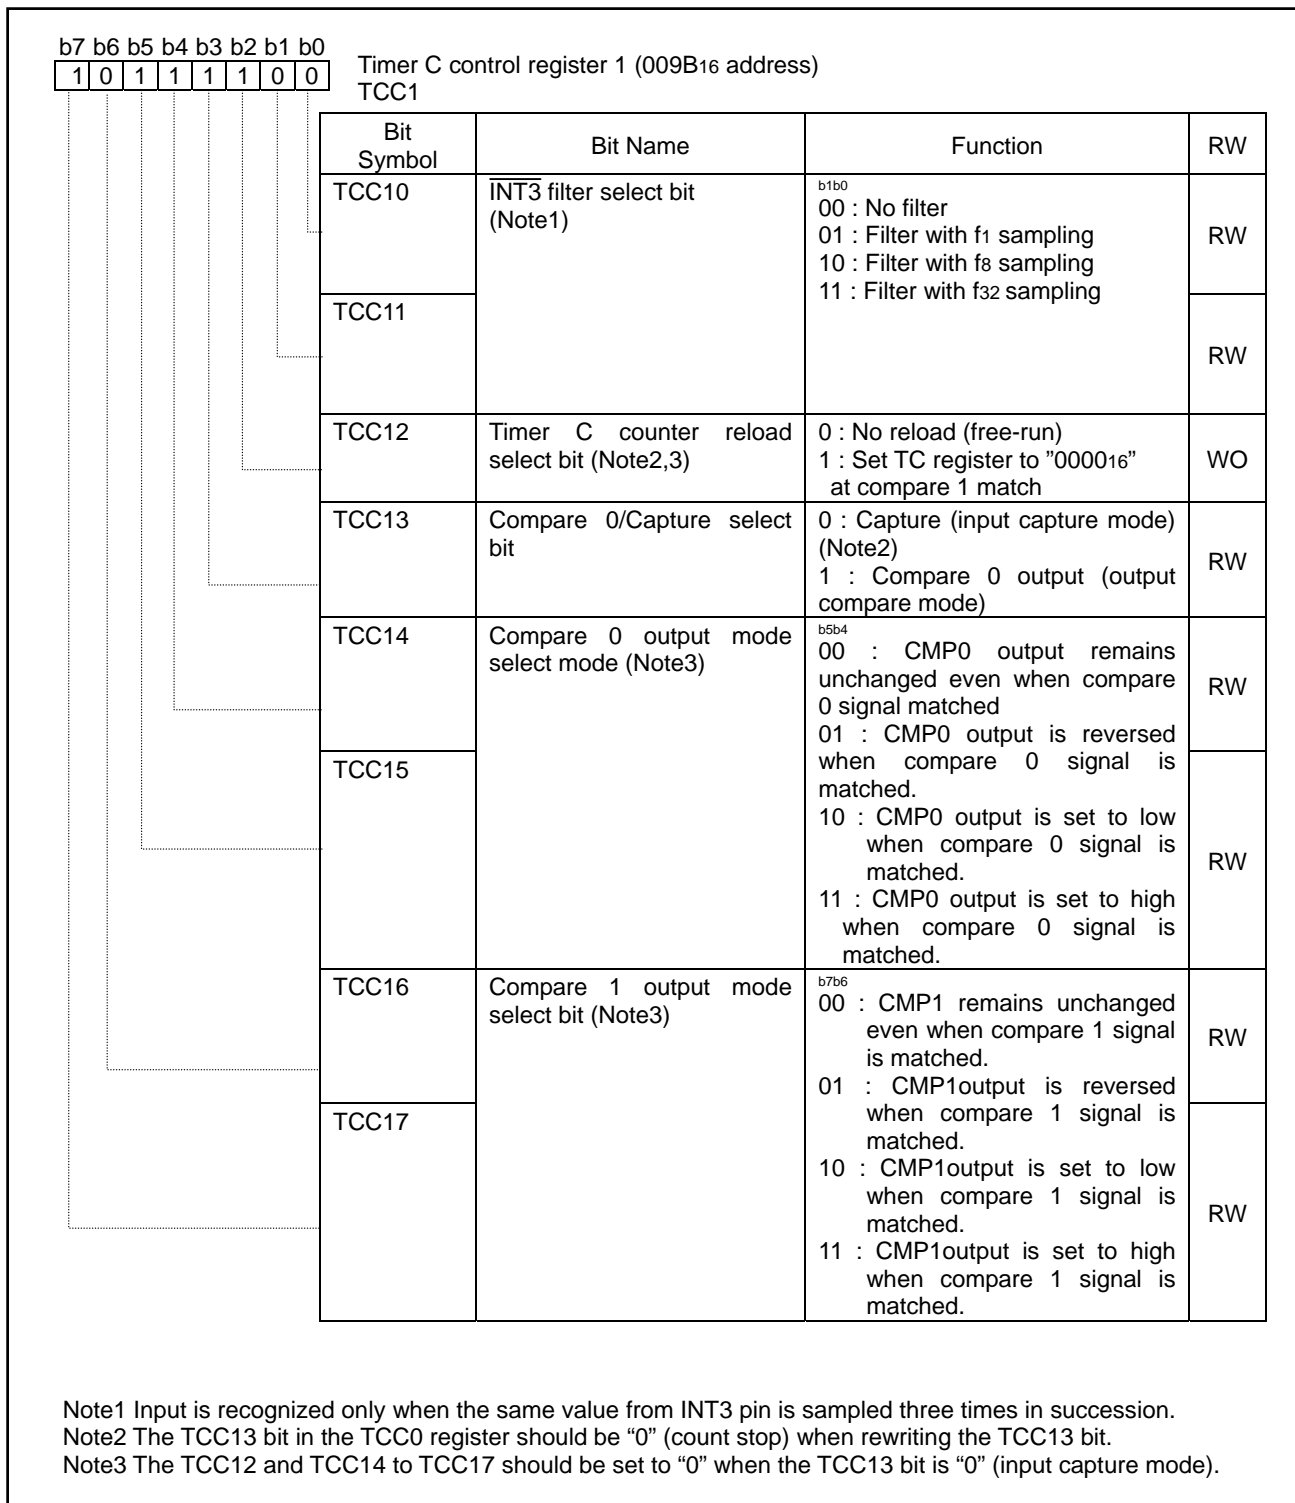 b7 b6 b5 b4 b3 b2 b1 b0
1 0 1 1 1 1 0 0
Timer C control register 1 (009B16 address)
TCC1
Bit
Symbol
Bit Name
Function
RW
TCC10
INT3 filter select bit
(Note1)
b1b0
00 : No filter
01 : Filter with f1 sampling
10 : Filter with f8 sampling
11 : Filter with f32 sampling
RW
TCC11
RW
TCC12
Timer C counter reload
select bit (Note2,3)
0 : No reload (free-run)
1 : Set TC register to ”000016”
at compare 1 match
WO
TCC13
Compare 0/Capture select
bit
0 : Capture (input capture mode)
(Note2)
1 : Compare 0 output (output
compare mode)
RW
TCC14
Compare 0 output mode
select mode (Note3)
b5b4
00 : CMP0 output remains
unchanged even when compare
0 signal matched
01 : CMP0 output is reversed
when compare 0 signal is
matched.
10 : CMP0 output is set to low
when compare 0 signal is
matched.
11 : CMP0 output is set to high
when compare 0 signal is
matched.
RW
TCC15
RW
TCC16
Compare 1 output mode
select bit (Note3)
b7b6
00 : CMP1 remains unchanged
even when compare 1 signal
is matched.
01 : CMP1output is reversed
when compare 1 signal is
matched.
10 : CMP1output is set to low
when compare 1 signal is
matched.
11 : CMP1output is set to high
when compare 1 signal is
matched.
RW
TCC17
RW
Note1 Input is recognized only when the same value from INT3 pin is sampled three times in succession.
Note2 The TCC13 bit in the TCC0 register should be “0” (count stop) when rewriting the TCC13 bit.
Note3 The TCC12 and TCC14 to TCC17 should be set to “0” when the TCC13 bit is “0” (input capture mode).